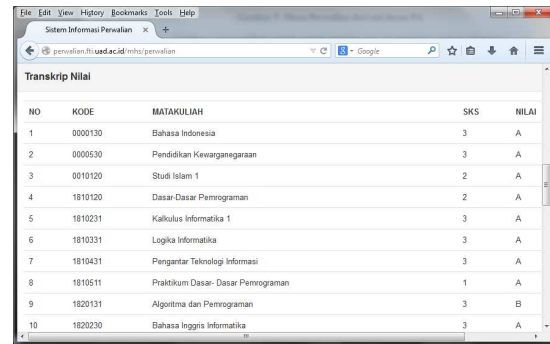 File Edit View History Bookmarks Tools Help
Sistem Informasi Perwalian × +
perwalian.fti.uad.ac.id/mhs/perwalian
Google
Transkrip Nilai
NO KODE MATAKULIAH SKS NILAI
1 0000130 Bahasa Indonesia 3 A
2 0000530 Pendidikan Kewarganegaraan 3 A
3 0010120 Studi Islam 1 2 A
4 1810120 Dasar-Dasar Pemrograman 2 A
5 1810231 Kalkulus Informatika 1 3 A
6 1810331 Logika Informatika 3 A
7 1810431 Pengantar Teknologi Informasi 3 A
8 1810511 Praktikum Dasar- Dasar Pemrograman 1 A
9 1820131 Algoritma dan Pemrograman 3 B
10 1820230 Bahasa Inggris Informatika 3 A